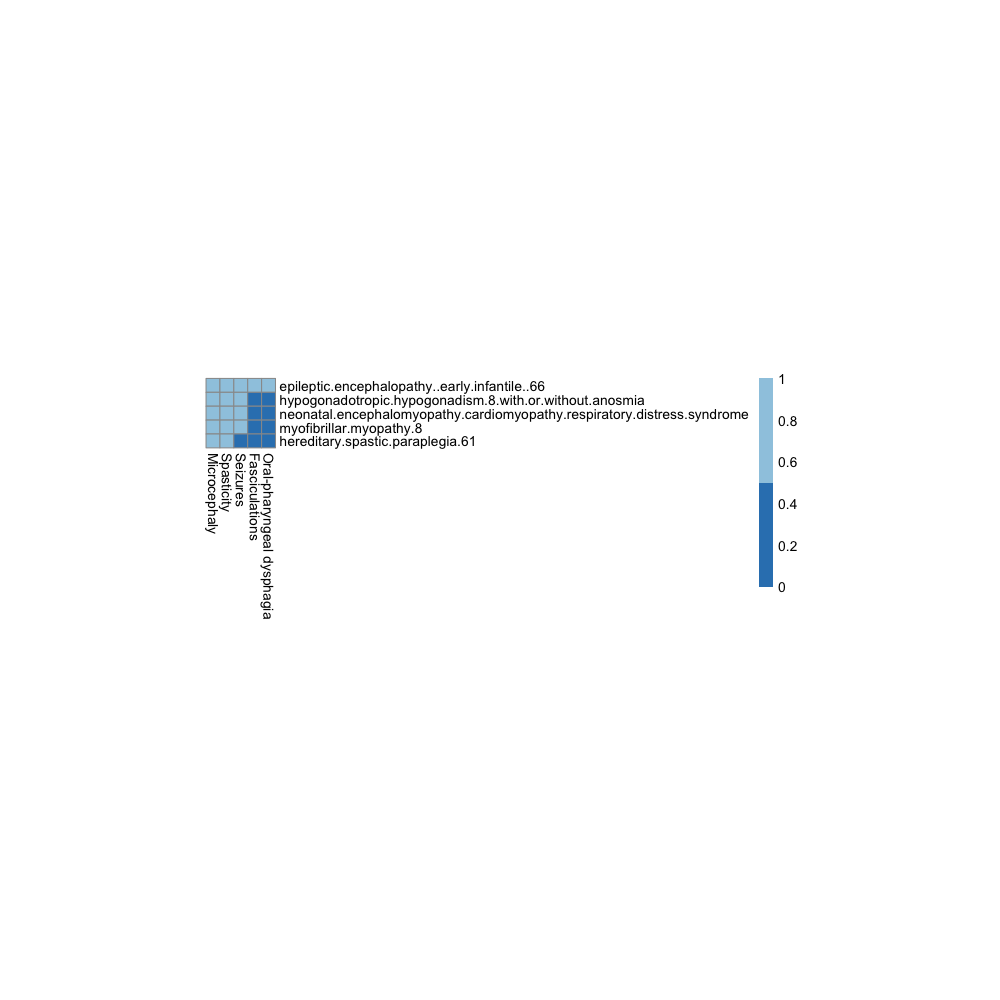 epileptic.encephalopathy..early.infantile..66
hypogonadotropic.hypogonadism.8.with.or.without.anosmia
neonatal.encephalomyopathy.cardiomyopathy.respiratory.distress.syndrome
myofibrillar.myopathy.8
hereditary.spastic.paraplegia.61
Microcephaly
Spasticity
Seizures
Fasciculations
Oral-pharyngeal dysphagia
1
0.8
0.6
0.4
0.2
0